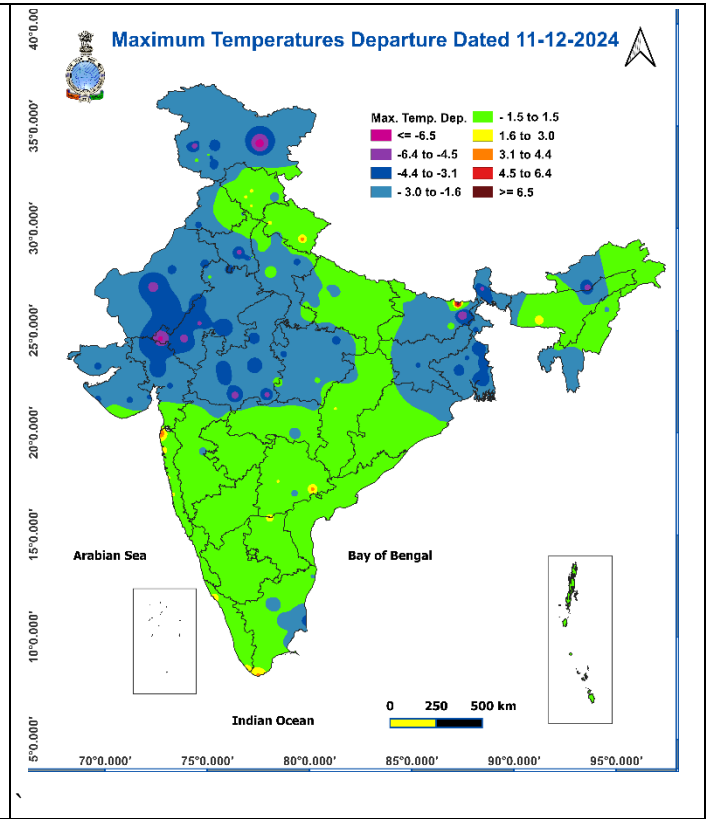 Maximum Temperatures Departure Dated 11-12-2024
Max. Temp. Dep.
<= -6.5
-6.4 to -4.5
-4.4 to -3.1
- 3.0 to -1.6
- 1.5 to 1.5
1.6 to 3.0
3.1 to 4.4
4.5 to 6.4
>= 6.5
40°0
35°0.000'
30°0.000'
25°0.000'
20°0.000'
15°0.000'
10°0.000'
5°0.000'
Arabian Sea
Bay of Bengal
Indian Ocean
0 250 500 km
70°0.000' 75°0.000' 80°0.000' 85°0.000' 90°0.000' 95°0.000'
`